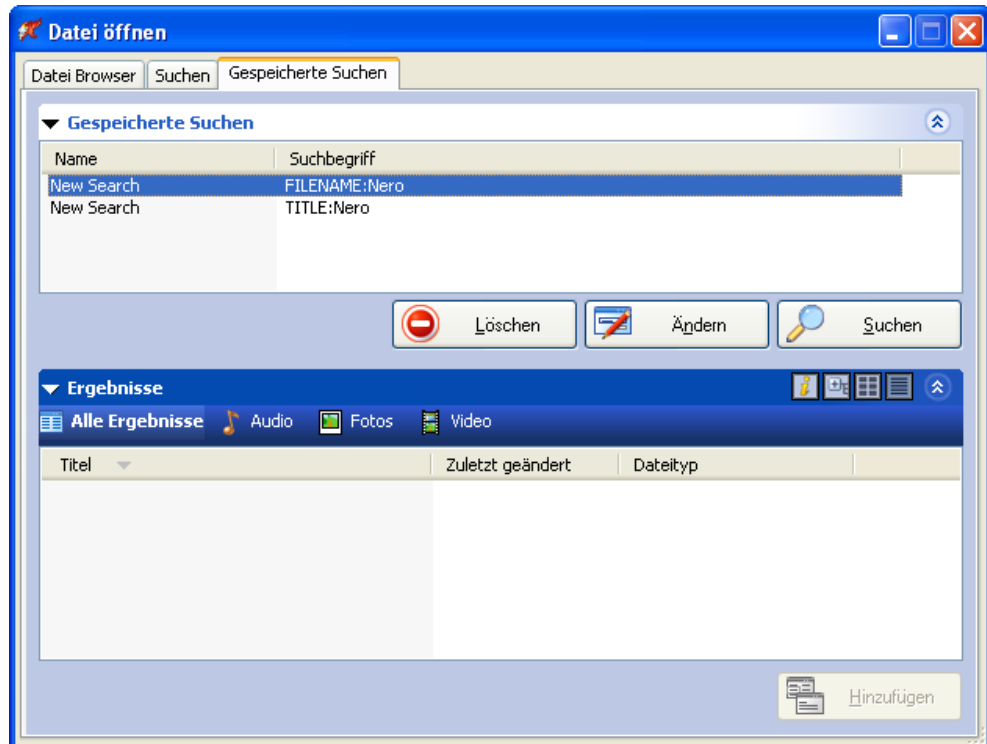 Datei öffnen
Datei Browser Suchen Gespeicherte Suchen
Gespeicherte Suchen
Name Suchbegriff
New Search FILENAME:Nero
New Search TITLE:Nero
Löschen Ändern Suchen
Ergebnisse
Alle Ergebnisse Audio Fotos Video
Titel Zuletzt geändert Dateityp
Hinzufügen